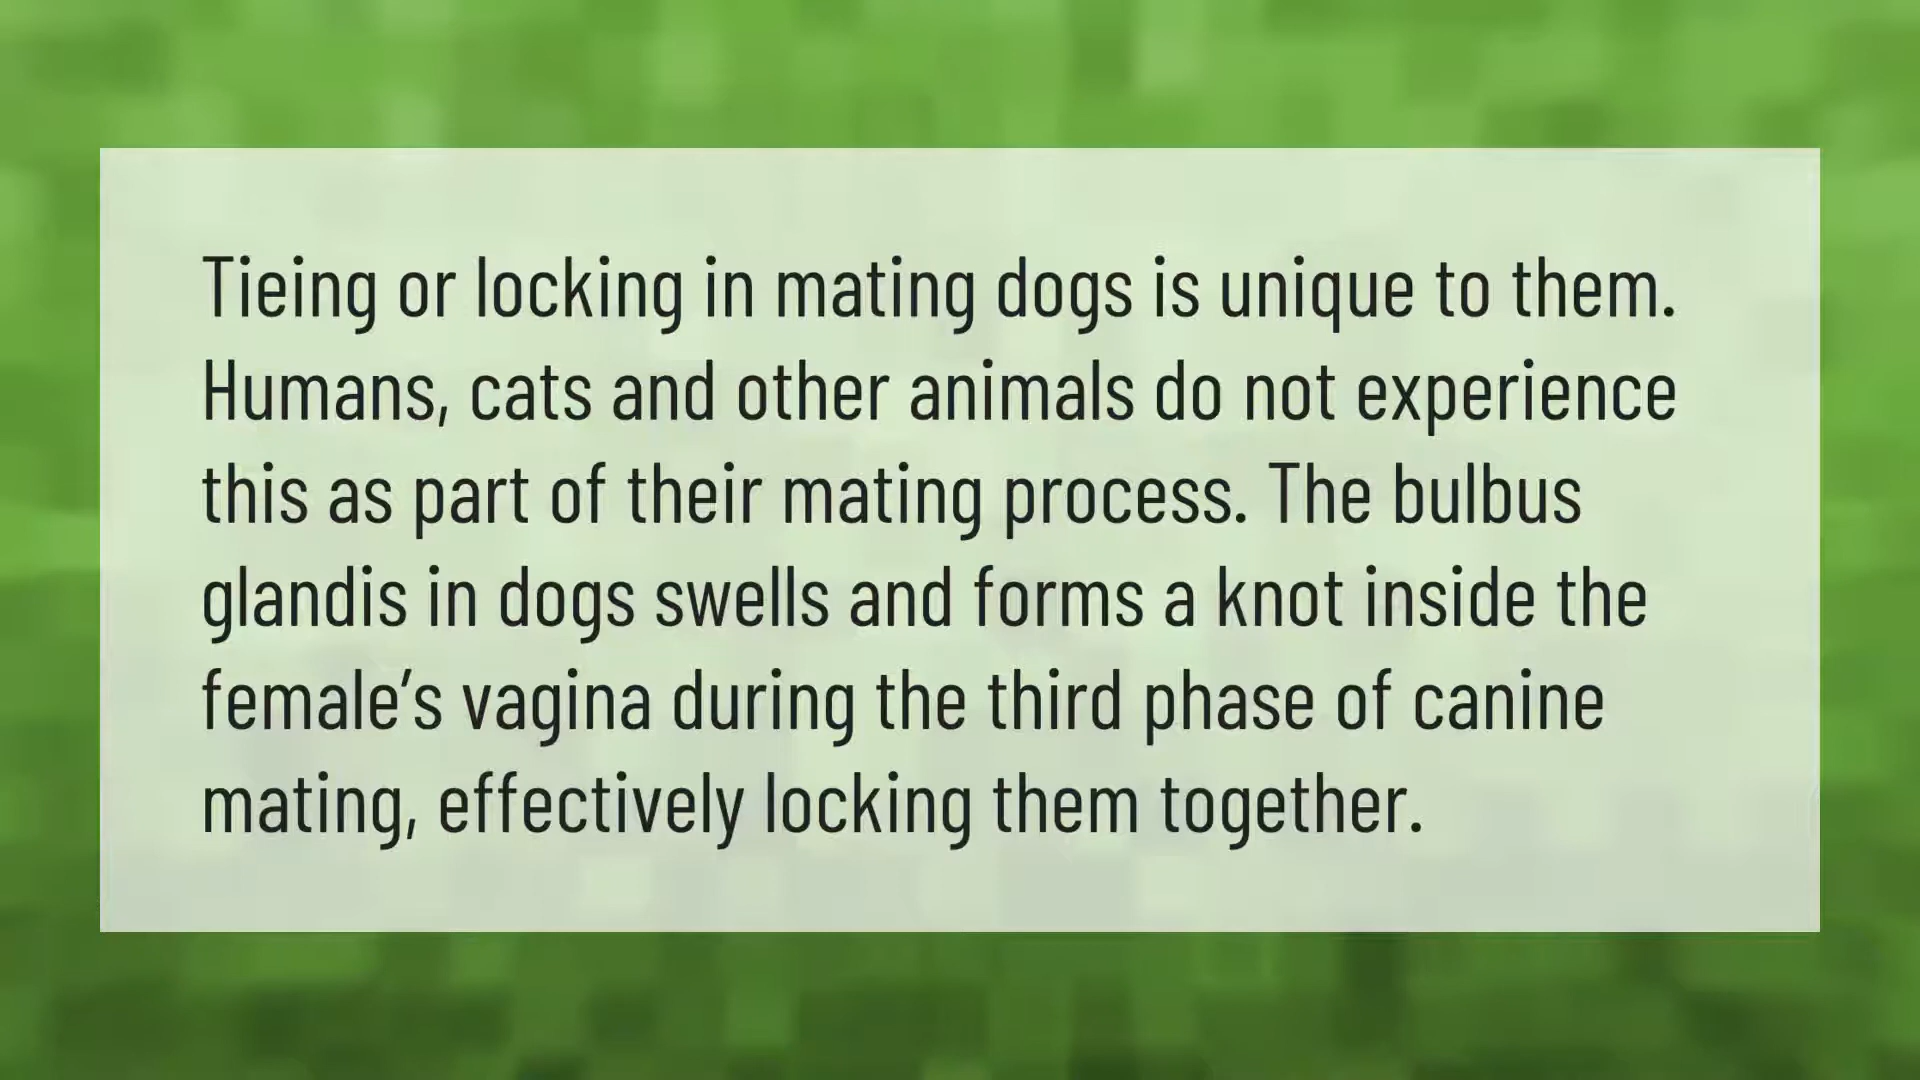 Tieing or locking in mating dogs is unique to them.
Humans, cats and other animals do not experience
this as part of their mating process. The bulbus
glandis in dogs swells and forms a knot inside the
female’s vagina during the third phase of canine
mating, effectively locking them together.